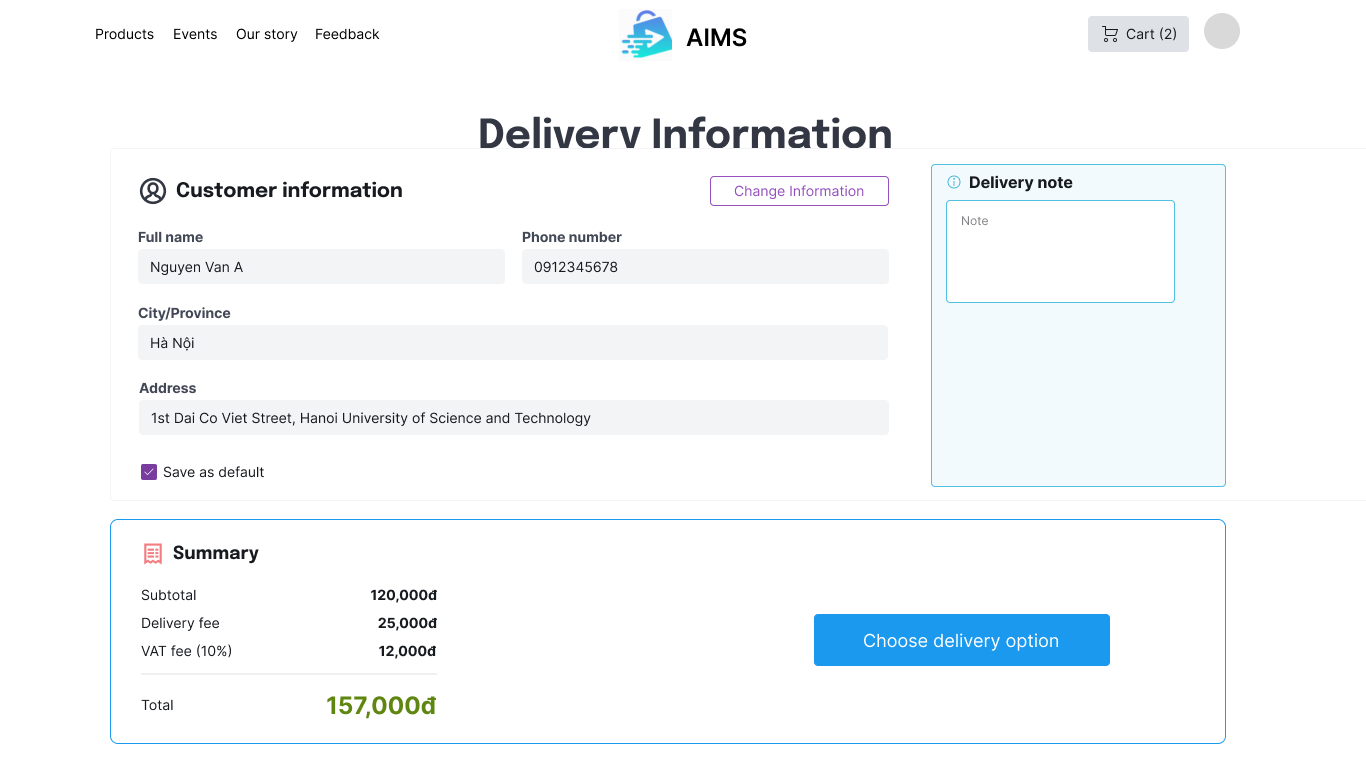 Products Events Our story Feedback
AIMS
Cart (2)
Delivery Information
Customer information
Change Information
Full name
Nguyen Van A
Phone number
0912345678
City/Province
Hà Nội
Address
1st Dai Co Viet Street, Hanoi University of Science and Technology
Save as default
Delivery note
Note
Summary
Subtotal 120,000đ
Delivery fee 25,000đ
VAT fee (10%) 12,000đ
Total 157,000đ
Choose delivery option